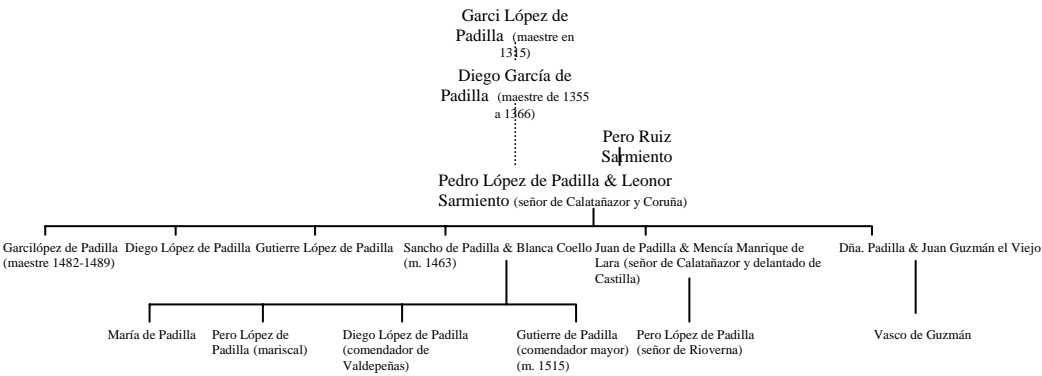 Garci López de
Padilla (maestre en
1315)
Diego García de
Padilla (maestre de 1355
a 1366)
Pero Ruiz
Sarmiento
Pedro López de Padilla & Leonor
Sarmiento (señor de Calatañazor y Coruña)
Garcilópez de Padilla
(maestre 1482-1489)
Diego López de Padilla
Gutierre López de Padilla
Sancho de Padilla & Blanca Coello
(m. 1463)
Juan de Padilla & Mencía Manrique de
Lara (señor de Calatañazor y delantado de
Castilla)
Dña. Padilla & Juan Guzmán el Viejo
María de Padilla
Pero López de
Padilla (mariscal)
Diego López de Padilla
(comendador de
Valdepeñas)
Gutierre de Padilla
(comendador mayor)
(m. 1515)
Pero López de Padilla
(señor de Rioverna)
Vasco de Guzmán